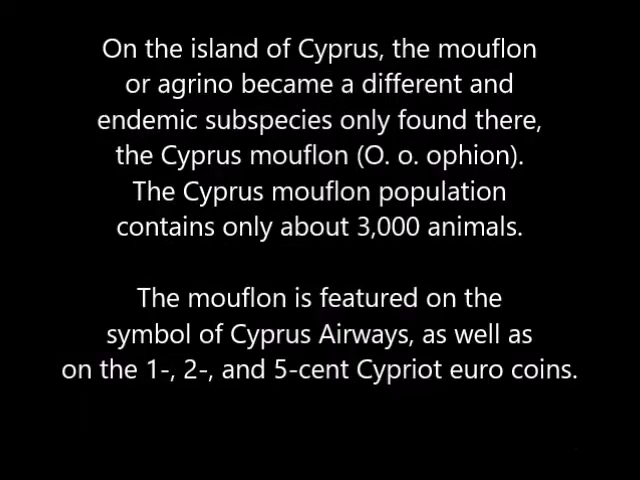 On the island of Cyprus, the mouflon
or agrino became a different and
endemic subspecies only found there,
the Cyprus mouflon (O. o. ophion).
The Cyprus mouflon population
contains only about 3,000 animals.
The mouflon is featured on the
symbol of Cyprus Airways, as well as
on the 1-, 2-, and 5-cent Cypriot euro coins.